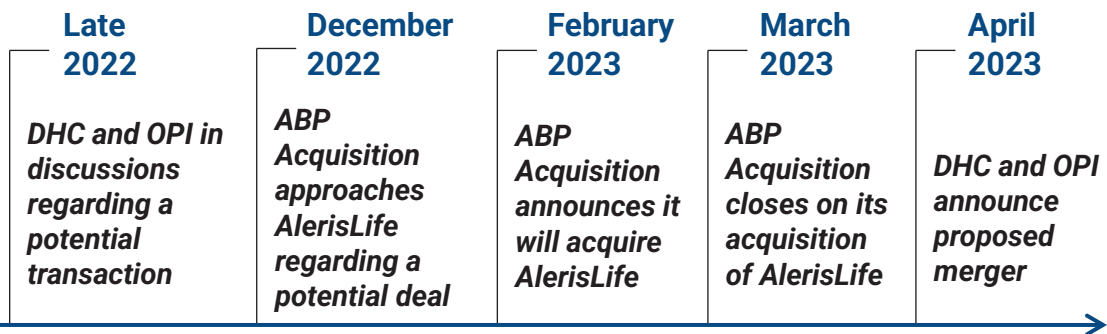 Late
2022
DHC and OPI in
discussions
regarding a
potential
transaction
December
2022
ABP
Acquisition
approaches
AlerisLife
regarding a
potential deal
February
2023
ABP
Acquisition
announces it
will acquire
AlerisLife
March
2023
ABP
Acquisition
closes on its
acquisition
of AlerisLife
April
2023
DHC and OPI
announce
proposed
merger